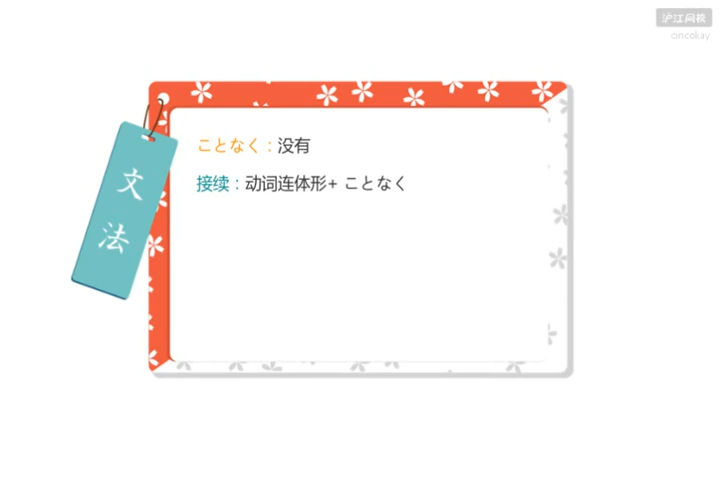 沪江网校
cincokay
文法
ことなく：没有
接续：动词连体形+ ことなく